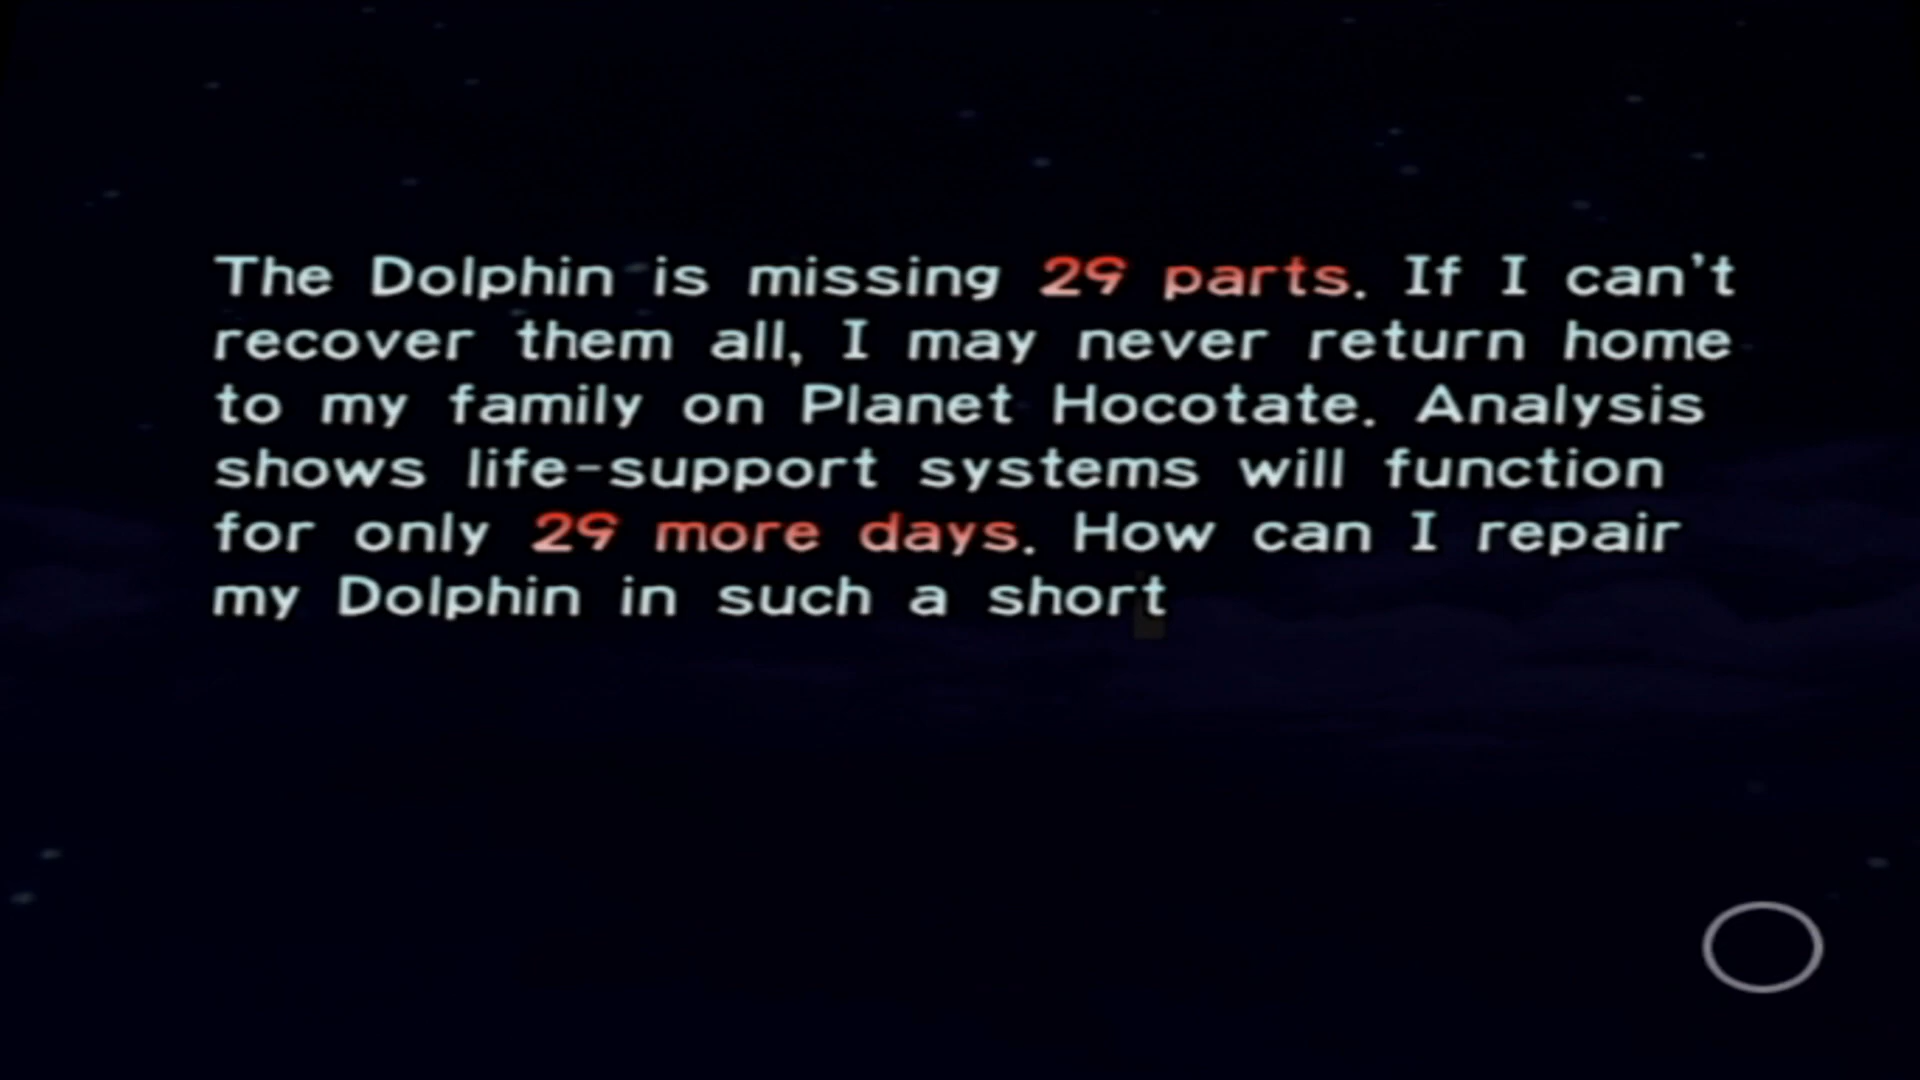 The Dolphin is missing 29 parts. If I can't
recover them all, I may never return home
to my family on Planet Hocotate. Analysis
shows life-support systems will function
for only 29 more days. How can I repair
my Dolphin in such a short